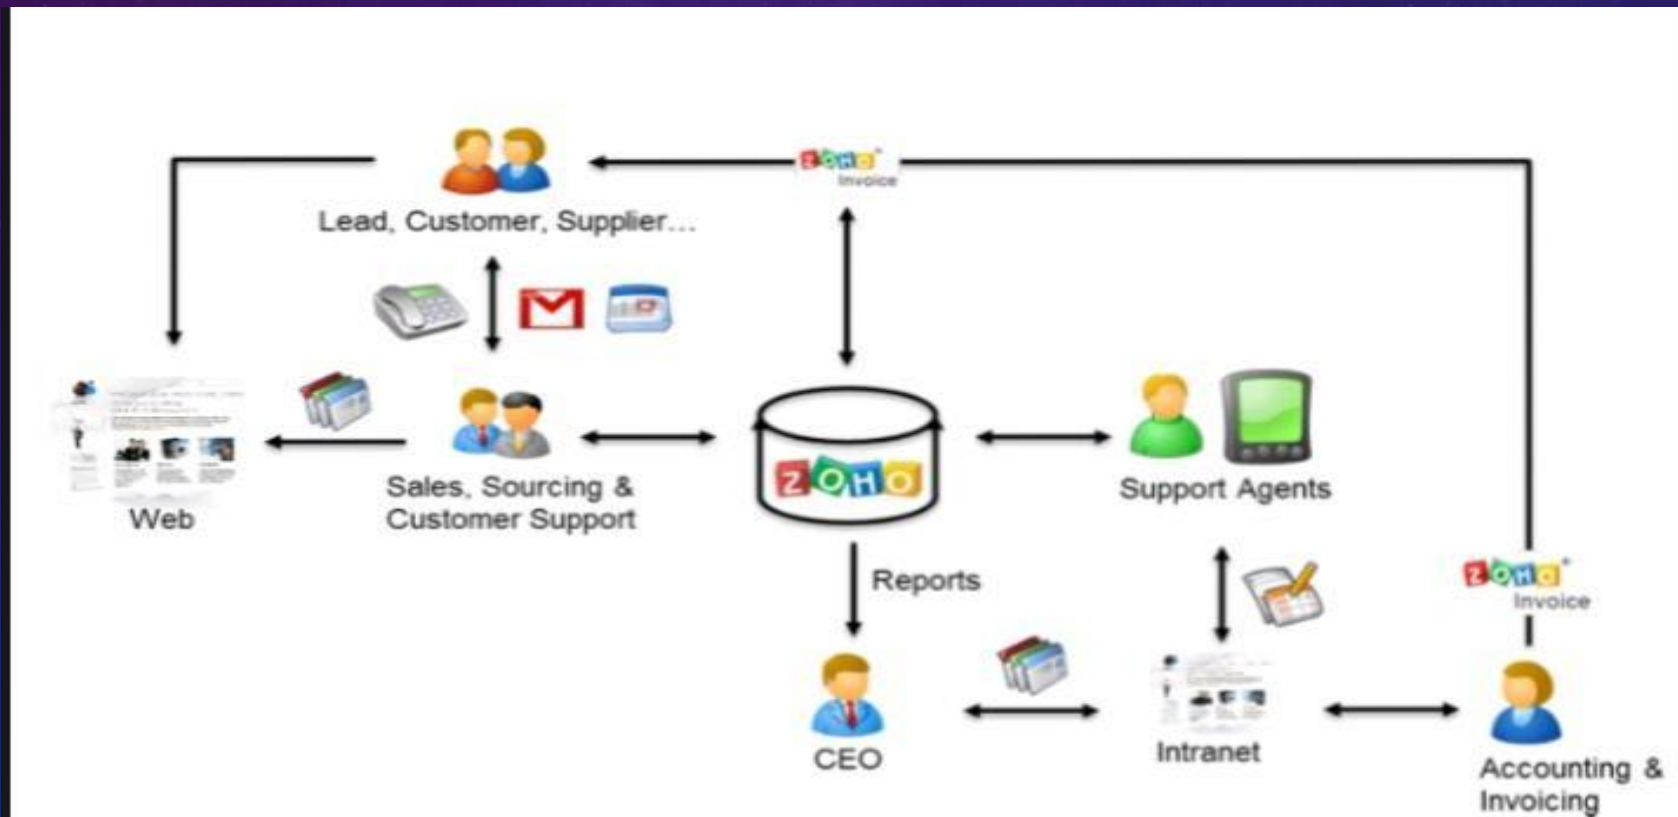 ZOHO
Invoice
Lead, Customer, Supplier...
Sales, Sourcing &
Customer Support
Web
ZOHO
Support Agents
Reports
ZOHO
Invoice
CEO
Intranet
Accounting &
Invoicing